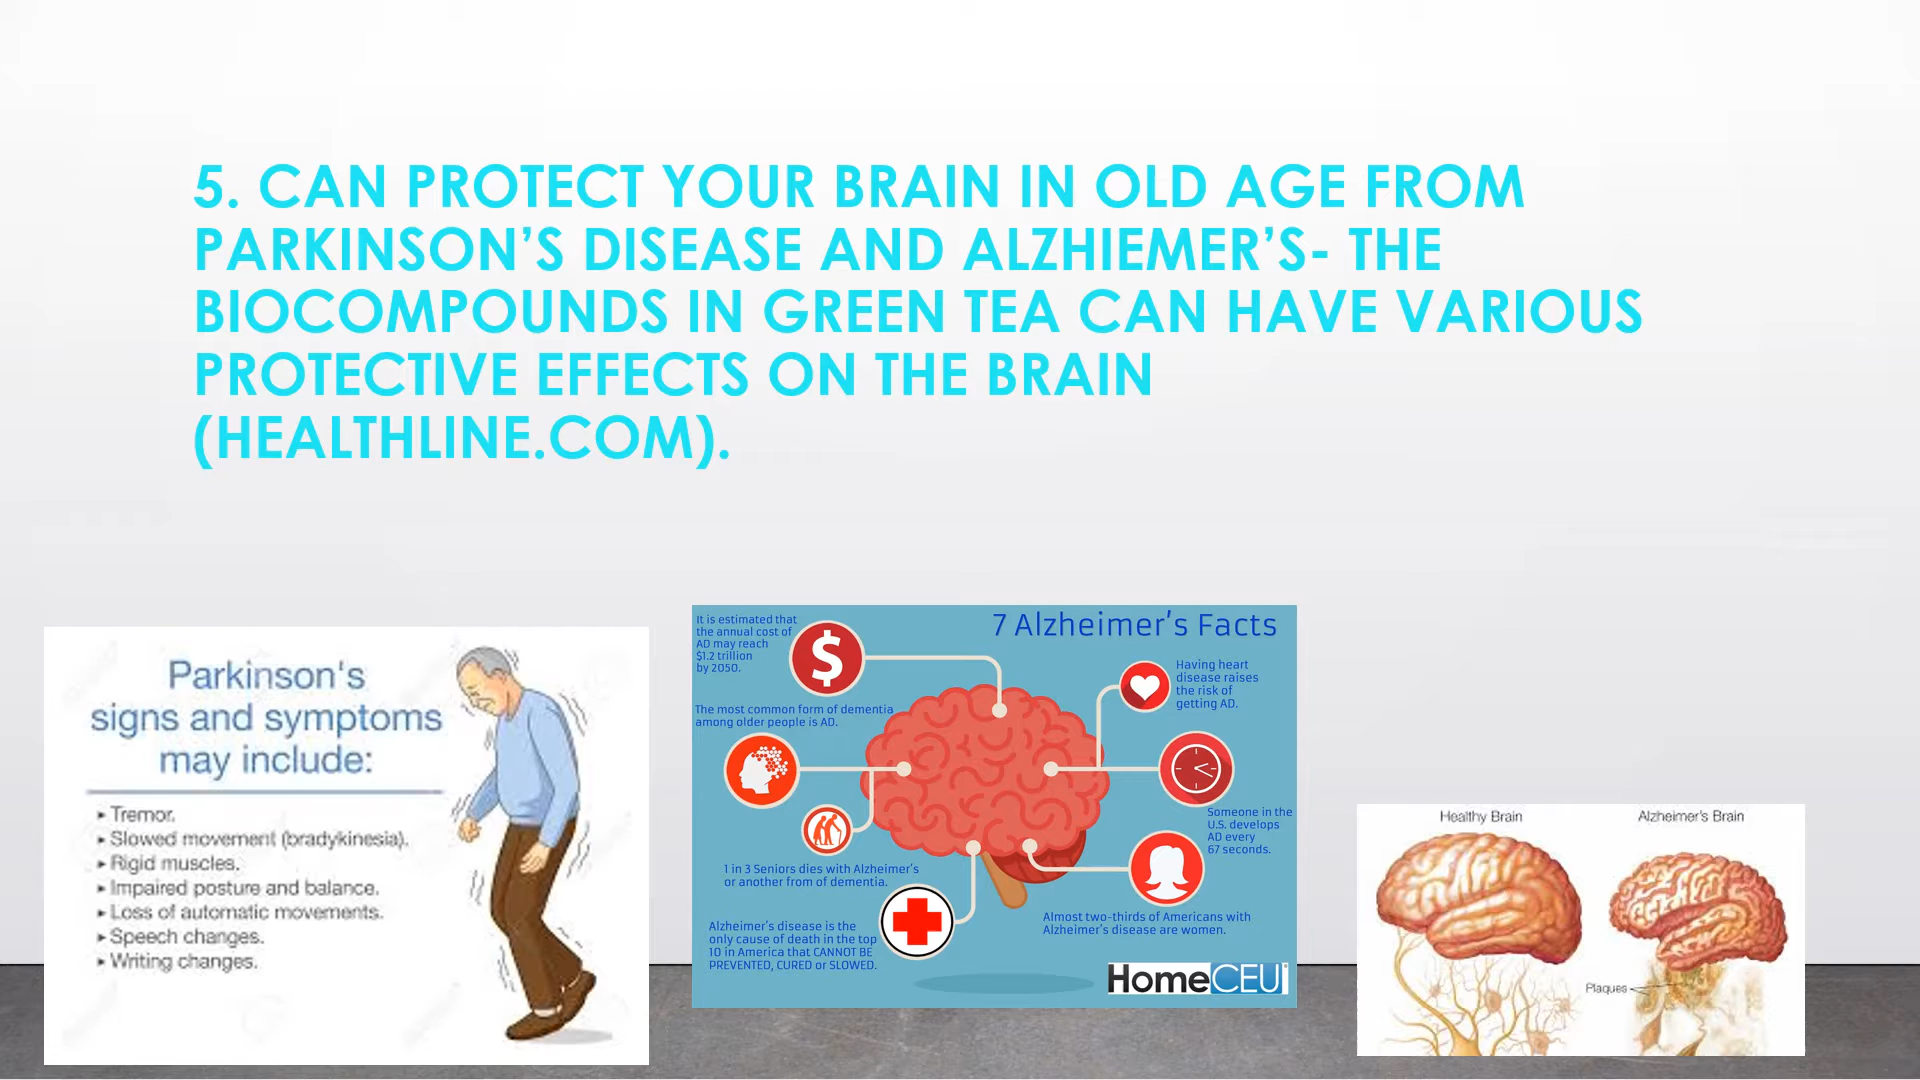 5. CAN PROTECT YOUR BRAIN IN OLD AGE FROM
PARKINSON’S DISEASE AND ALZHIEMER’S- THE
BIOCOMPOUNDS IN GREEN TEA CAN HAVE VARIOUS
PROTECTIVE EFFECTS ON THE BRAIN
(HEALTHLINE.COM).
Parkinson's
signs and symptoms
may include:
▸ Tremor.
▸ Slowed movement (bradykinesia).
▸ Rigid muscles.
▸ Impaired posture and balance.
▸ Loss of automatic movements.
▸ Speech changes.
▸ Writing changes.
7 Alzheimer’s Facts
It is estimated that
the annual cost of
AD may reach
$1.2 trillion
by 2050.
$
The most common form of dementia
among older people is AD.
1 in 3 Seniors dies with Alzheimer’s
or another from of dementia.
Alzheimer’s disease is the
only cause of death in the top
10 in America that CANNOT BE
PREVENTED, CURED or SLOWED.
Having heart
disease raises
the risk of
getting AD.
Someone in the
U.S. develops
AD every
67 seconds.
Almost two-thirds of Americans with
Alzheimer’s disease are women.
HomeCEU
Healthy Brain
Alzheimer's Brain
Plaques